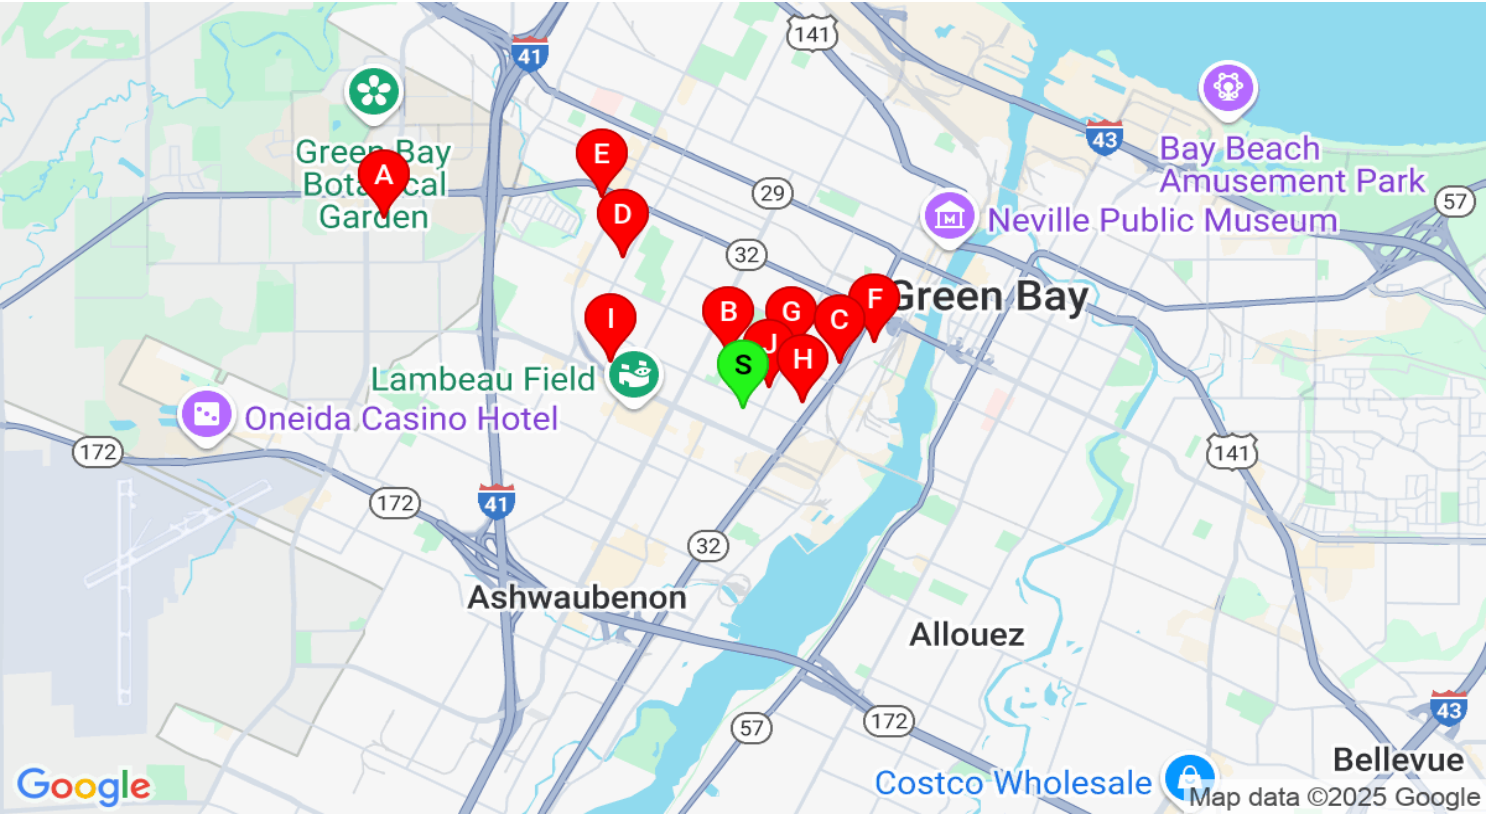 141
41
43
Green Bay
Botanical
Garden
A
E
Bay Beach
Amusement Park
29
57
D
Neville Public Museum
32
B
G
C
F
Green Bay
I
J
S
H
Lambeau Field
Oneida Casino Hotel
172
141
172
41
32
Ashwaubenon
Allouez
43
57
172
Bellevue
Costco Wholesale
Google
Map data ©2025 Google